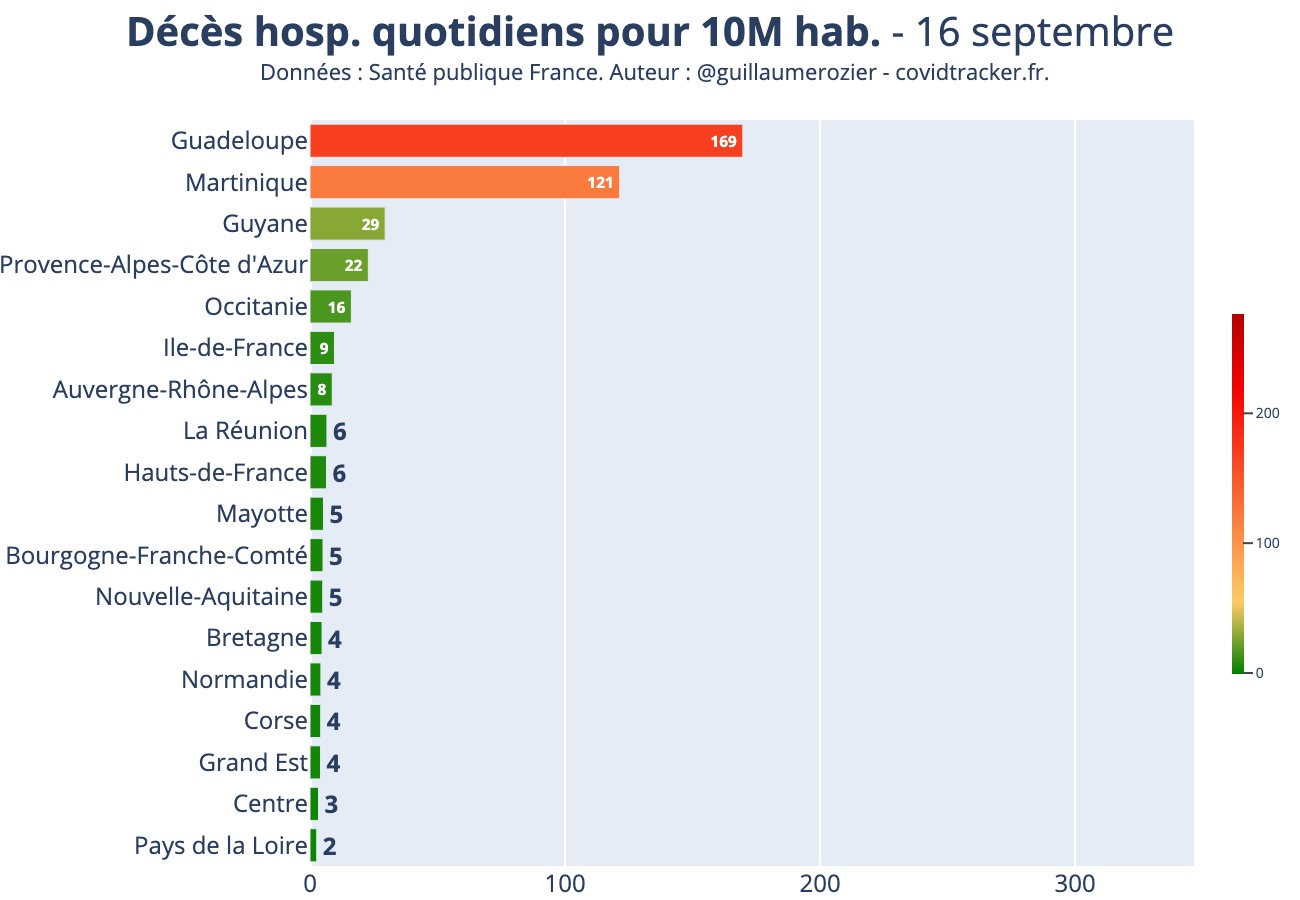 Décès hosp. quotidiens pour 10M hab. - 16 septembre
Données : Santé publique France. Auteur : @guillaumerozier - covidtracker.fr.
Guadeloupe 169
Martinique 121
Guyane 29
Provence-Alpes-Côte d'Azur 22
Occitanie 16
Ile-de-France 9
Auvergne-Rhône-Alpes 8
La Réunion 6
Hauts-de-France 6
Mayotte 5
Bourgogne-Franche-Comté 5
Nouvelle-Aquitaine 5
Bretagne 4
Normandie 4
Corse 4
Grand Est 4
Centre 3
Pays de la Loire 2
0 100 200 300
200
100
0